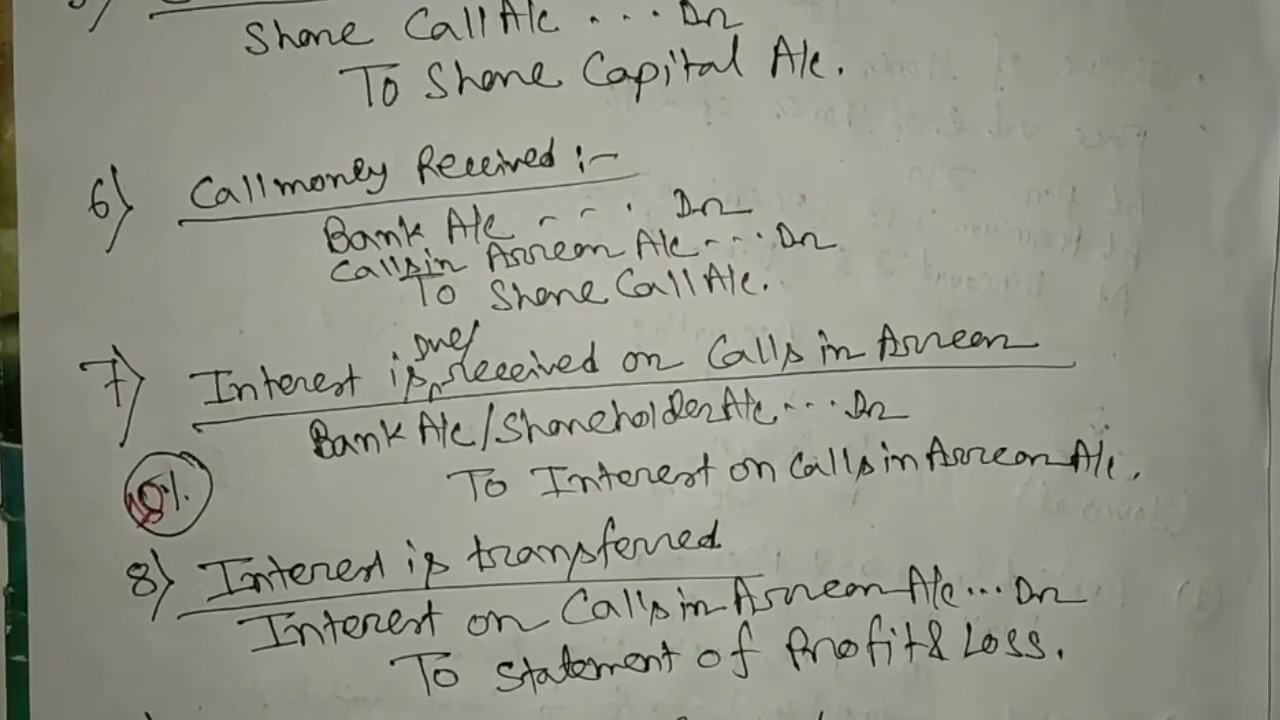 Share Call A/c ... Dr
To Share Capital A/c.
6) Call money Received :-
Bank A/c - - . Dr
Calls in Arrear A/c - - - Dr
To Share Call A/c.
7) Interest is Due/ received on Calls in Arrear
Bank A/c/Shareholder A/c... Dr
To Interest on Calls in Arrear A/c.
10%
8) Interest is transferred
Interest on Calls in Arrear A/c... Dr
To Statement of Profit & Loss.